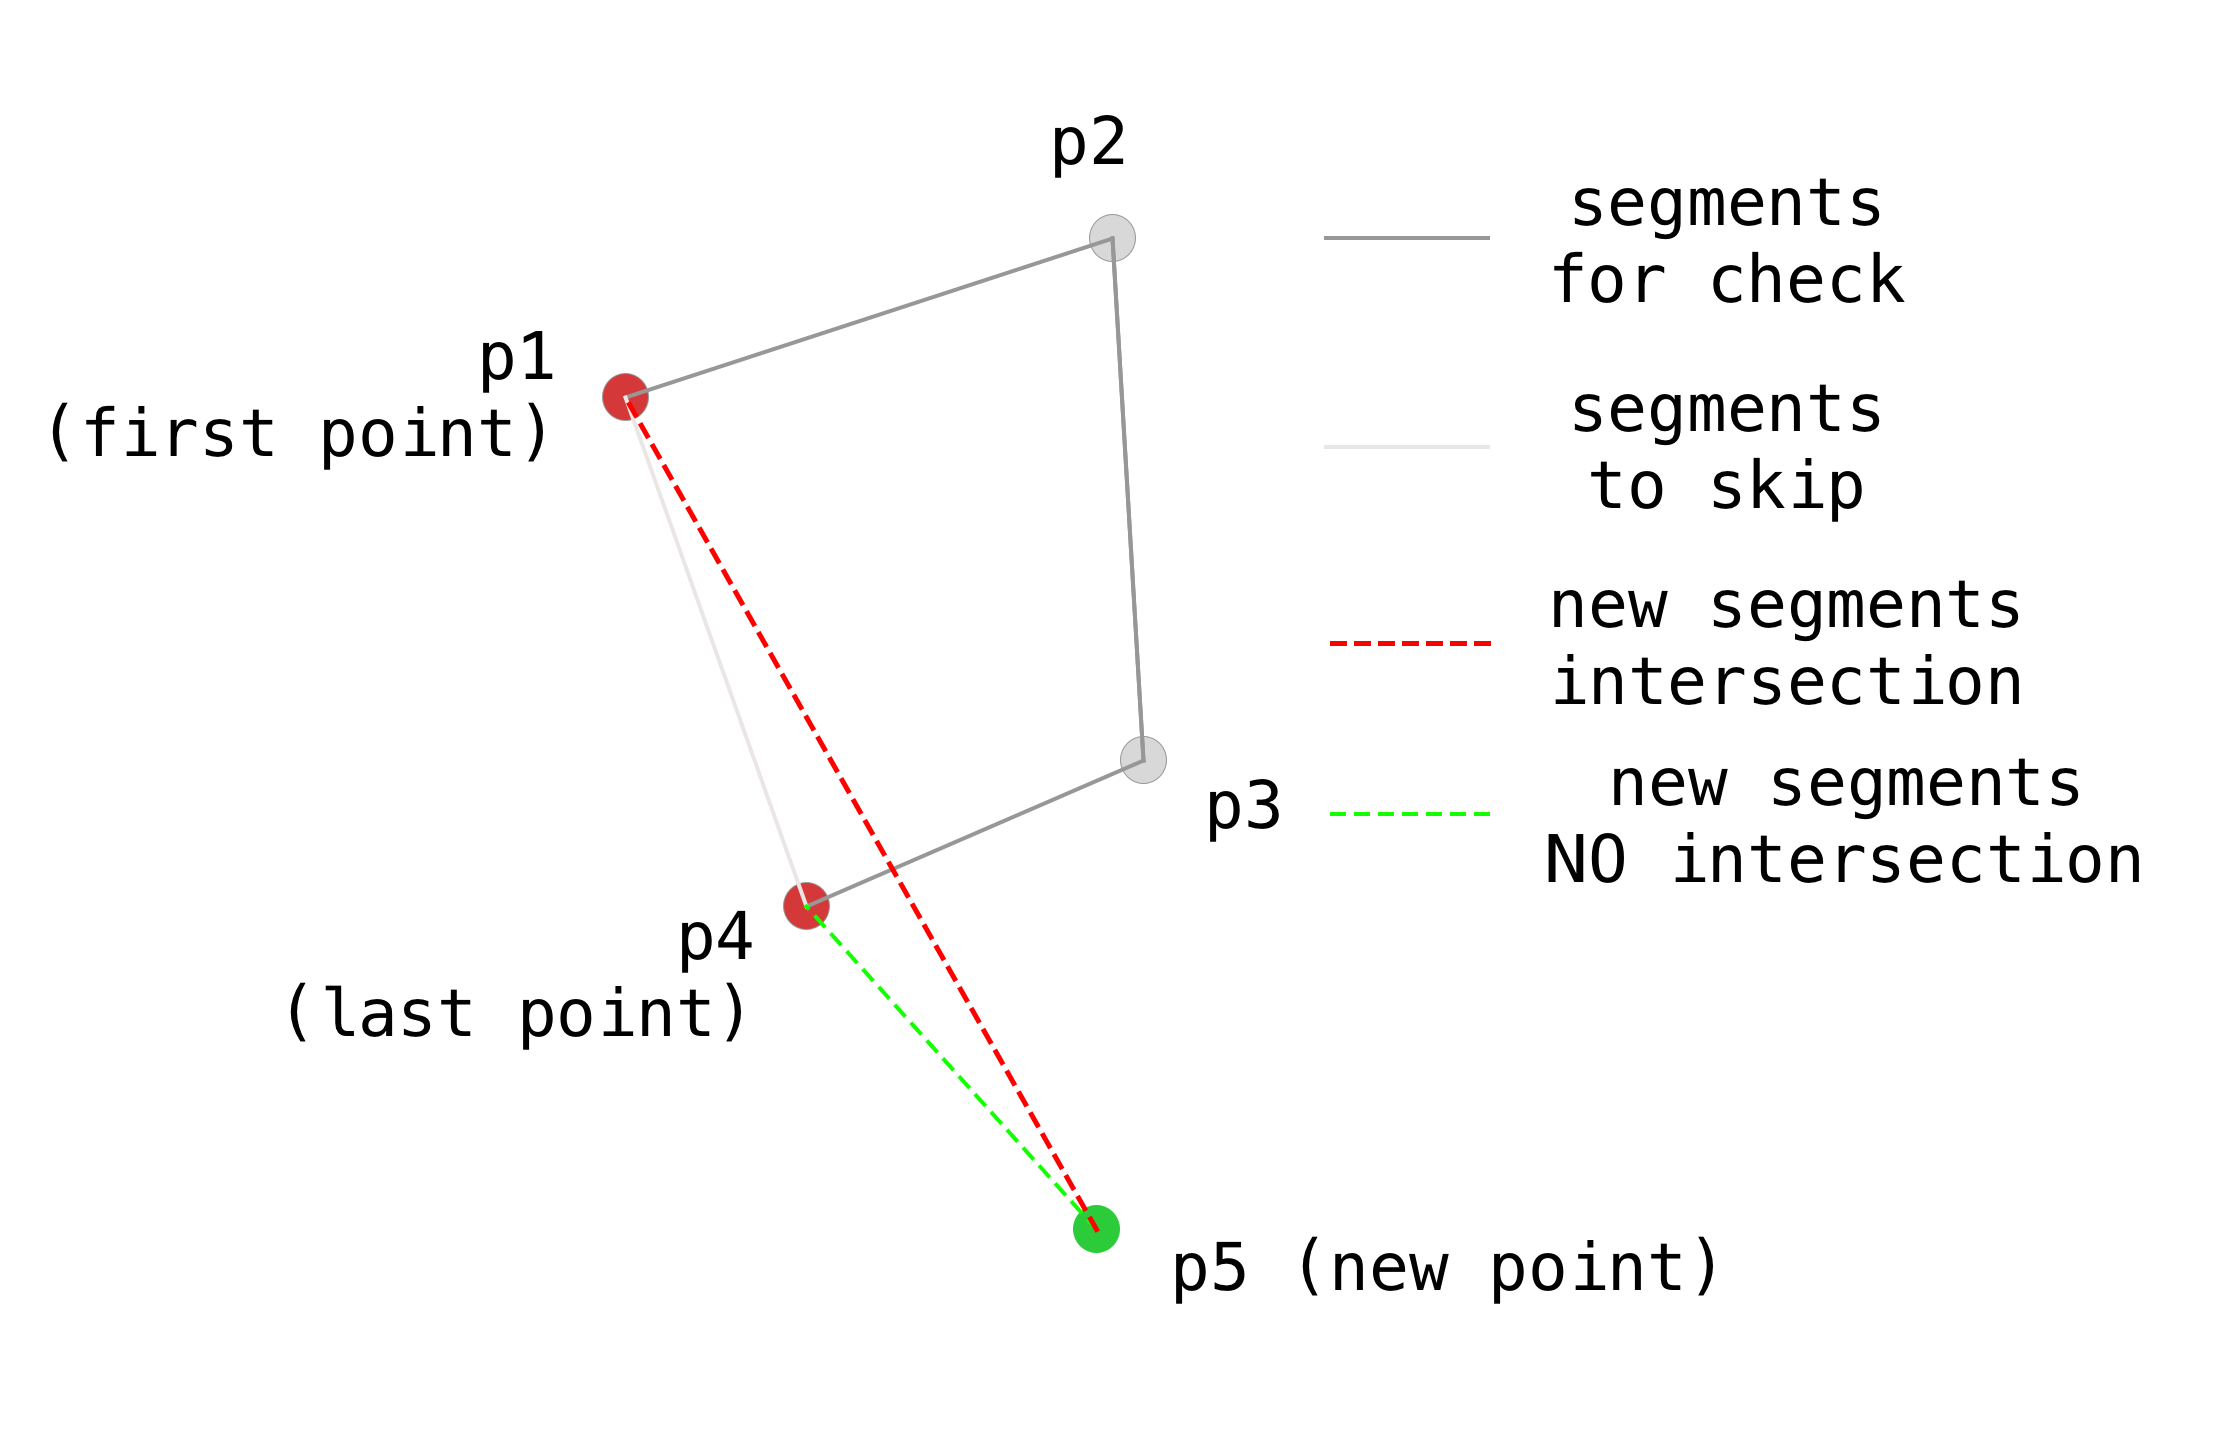 p2
segments
for check
p1
(first point)
segments
to skip
new segments
intersection
p3
new segments
NO intersection
p4
(last point)
p5 (new point)